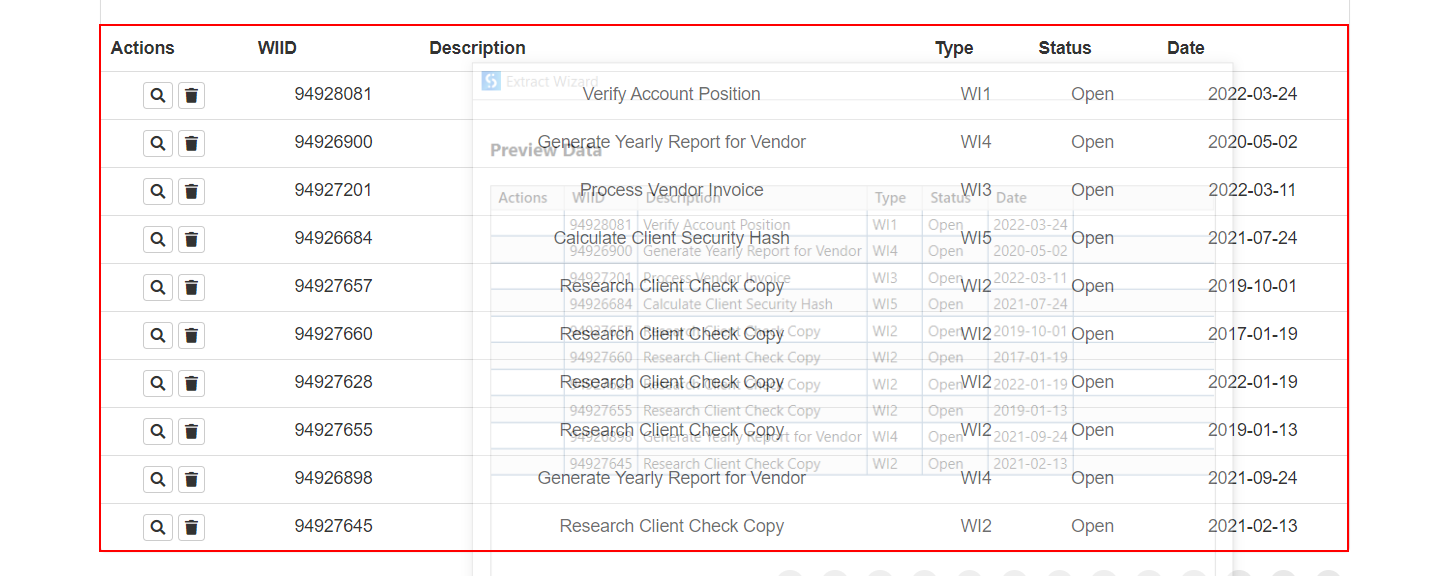 Actions WIID Description Type Status Date
94928081 Verify Account Position WI1 Open 2022-03-24
94926900 Generate Yearly Report for Vendor WI4 Open 2020-05-02
94927201 Process Vendor Invoice WI3 Open 2022-03-11
94926684 Calculate Client Security Hash WI5 Open 2021-07-24
94927657 Research Client Check Copy WI2 Open 2019-10-01
94927660 Research Client Check Copy WI2 Open 2017-01-19
94927628 Research Client Check Copy WI2 Open 2022-01-19
94927655 Research Client Check Copy WI2 Open 2019-01-13
94926898 Generate Yearly Report for Vendor WI4 Open 2021-09-24
94927645 Research Client Check Copy WI2 Open 2021-02-13
Extract Wizard
Preview Data
Actions WIID Description Type Status Date
94928081 Verify Account Position WI1 Open 2022-03-24
94926900 Generate Yearly Report for Vendor WI4 Open 2020-05-02
94927201 Process Vendor Invoice WI3 Open 2022-03-11
94926684 Calculate Client Security Hash WI5 Open 2021-07-24
94927657 Research Client Check Copy WI2 Open 2019-10-01
94927660 Research Client Check Copy WI2 Open 2017-01-19
94927628 Research Client Check Copy WI2 Open 2022-01-19
94927655 Research Client Check Copy WI2 Open 2019-01-13
94926898 Generate Yearly Report for Vendor WI4 Open 2021-09-24
94927645 Research Client Check Copy WI2 Open 2021-02-13